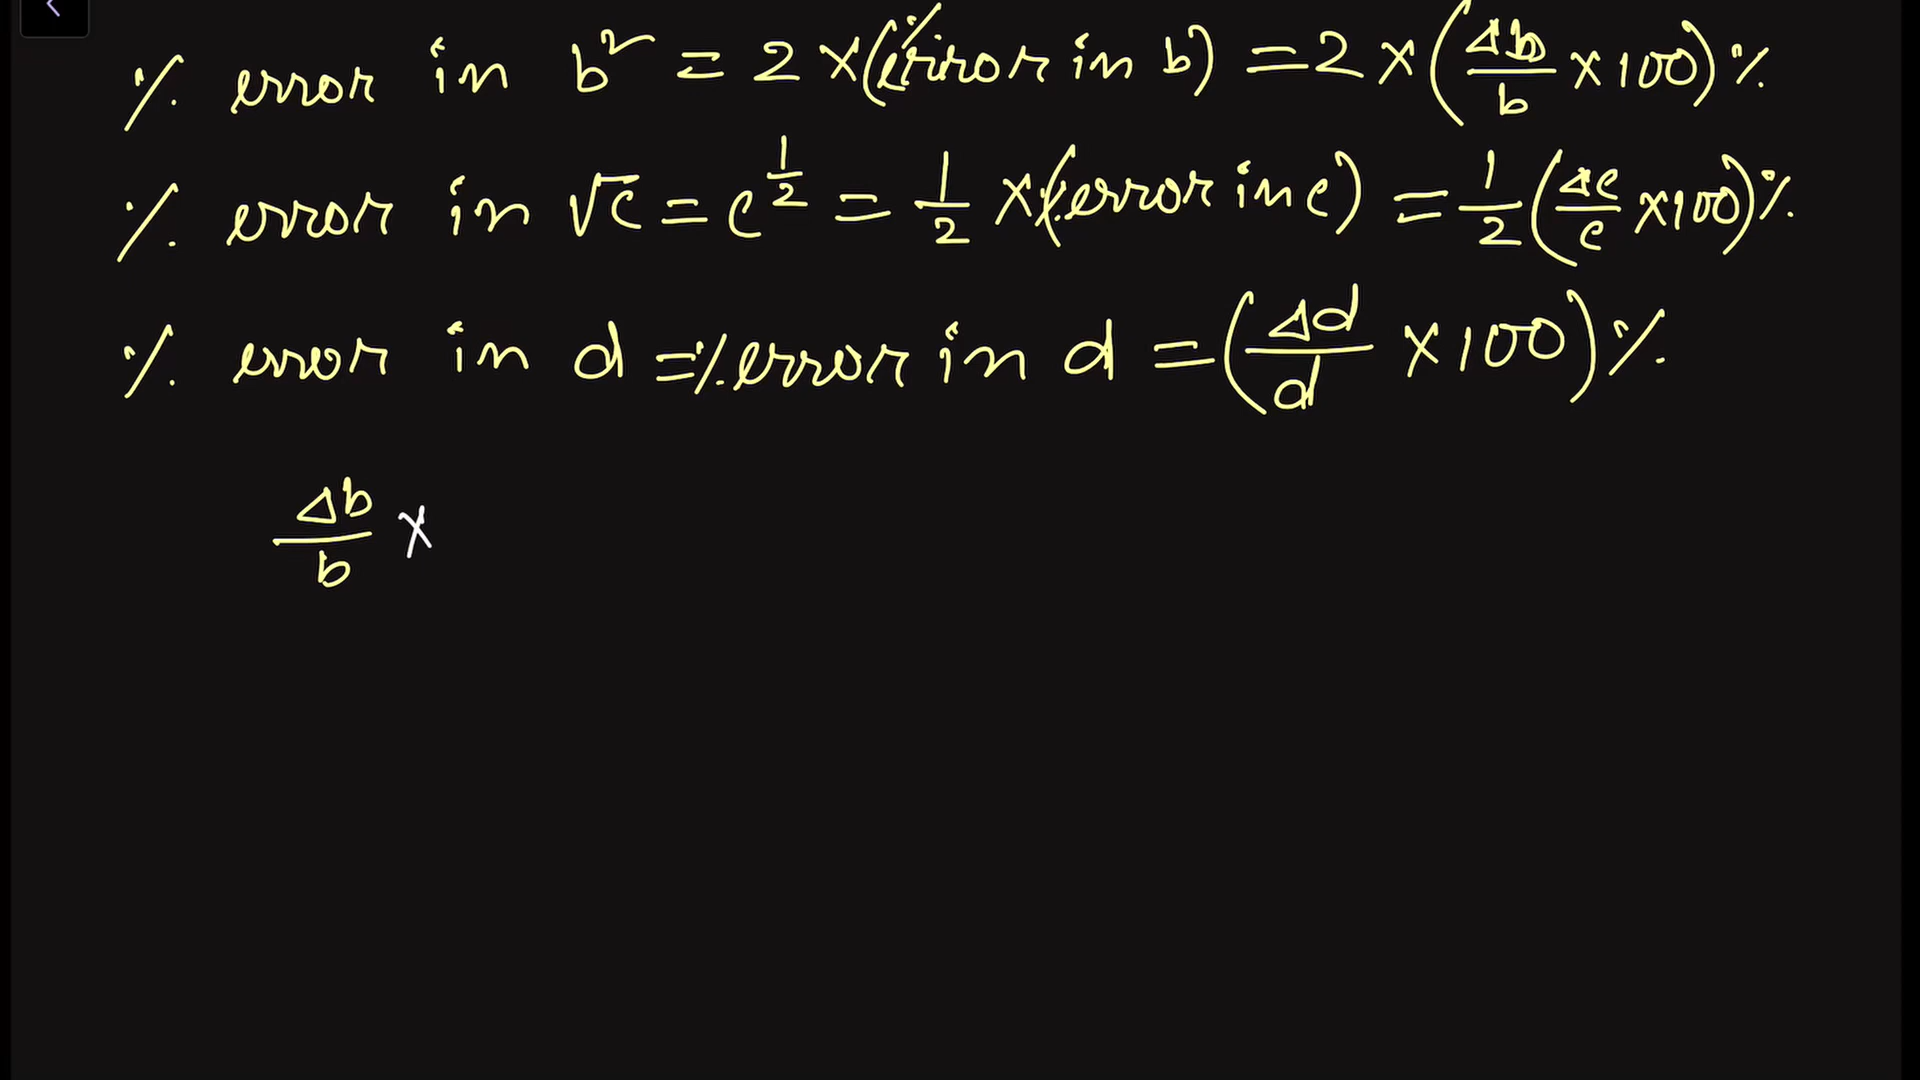 % error in b² = 2 × (% error in b) = 2 × (Δb/b × 100) %
% error in √c = c^{1/2} = 1/2 × (% error in c) = 1/2 (Δc/c × 100) %
% error in d = % error in d = (Δd/d × 100) %
Δb/b ×